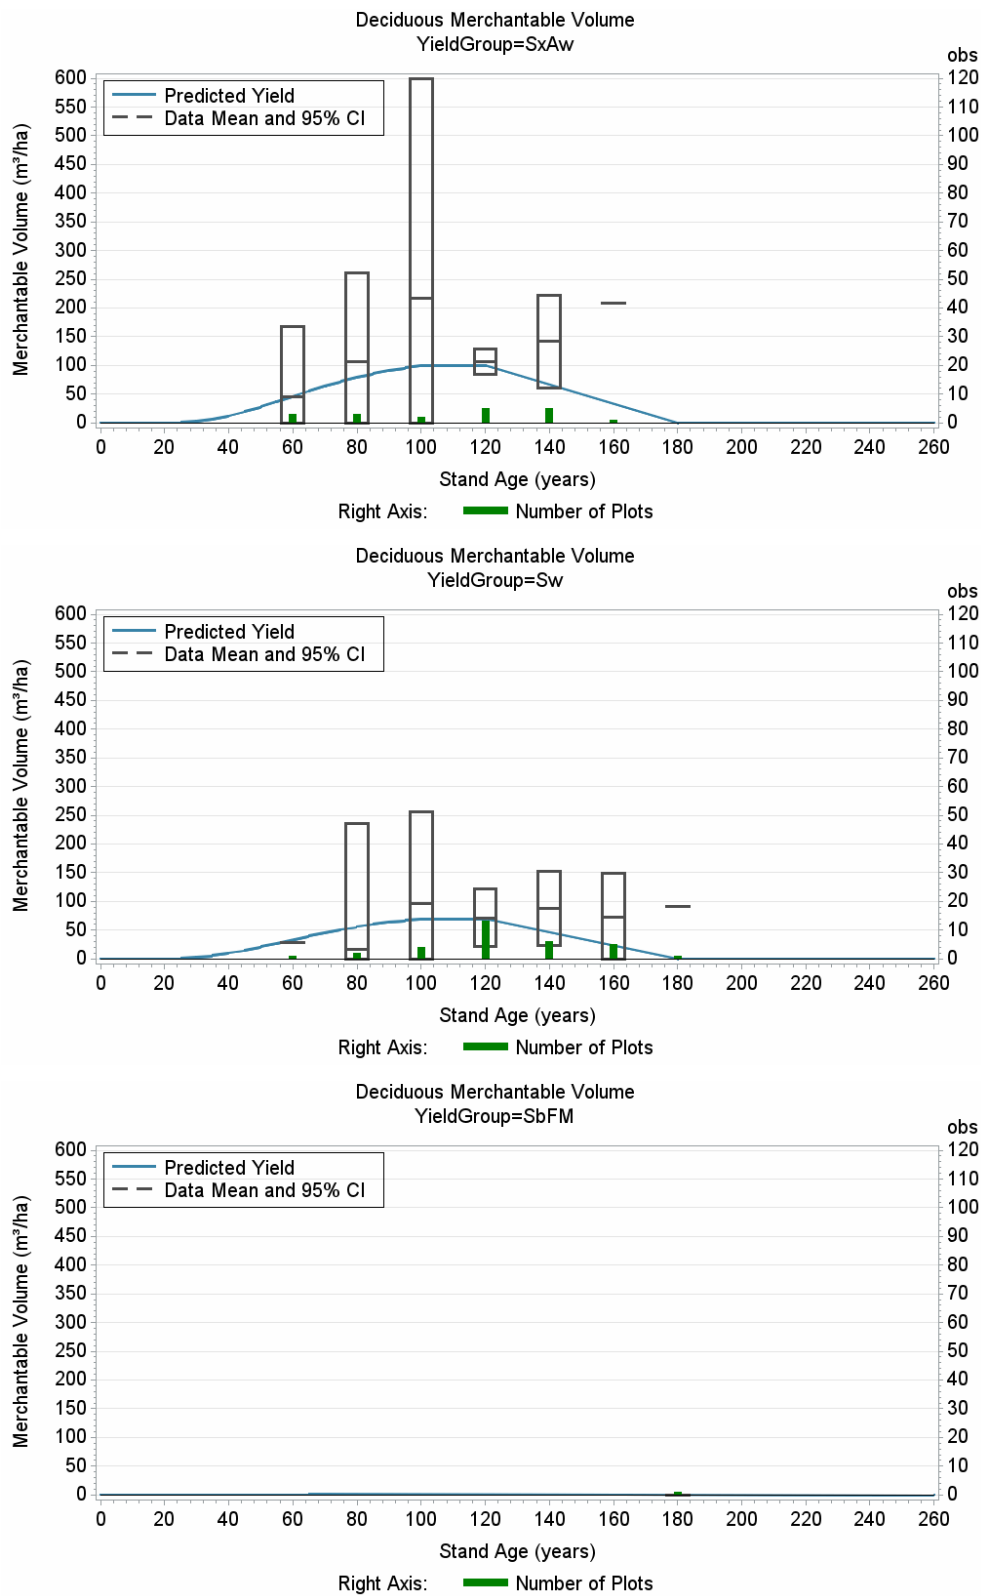 Deciduous Merchantable Volume
YieldGroup=SxAw
obs
Merchantable Volume (m³/ha)
Predicted Yield
Data Mean and 95% CI
600
550
500
450
400
350
300
250
200
150
100
50
0
120
110
100
90
80
70
60
50
40
30
20
10
0
0 20 40 60 80 100 120 140 160 180 200 220 240 260
Stand Age (years)
Right Axis: Number of Plots
Deciduous Merchantable Volume
YieldGroup=Sw
obs
Merchantable Volume (m³/ha)
Predicted Yield
Data Mean and 95% CI
600
550
500
450
400
350
300
250
200
150
100
50
0
120
110
100
90
80
70
60
50
40
30
20
10
0
0 20 40 60 80 100 120 140 160 180 200 220 240 260
Stand Age (years)
Right Axis: Number of Plots
Deciduous Merchantable Volume
YieldGroup=SbFM
obs
Merchantable Volume (m³/ha)
Predicted Yield
Data Mean and 95% CI
600
550
500
450
400
350
300
250
200
150
100
50
0
120
110
100
90
80
70
60
50
40
30
20
10
0
0 20 40 60 80 100 120 140 160 180 200 220 240 260
Stand Age (years)
Right Axis: Number of Plots